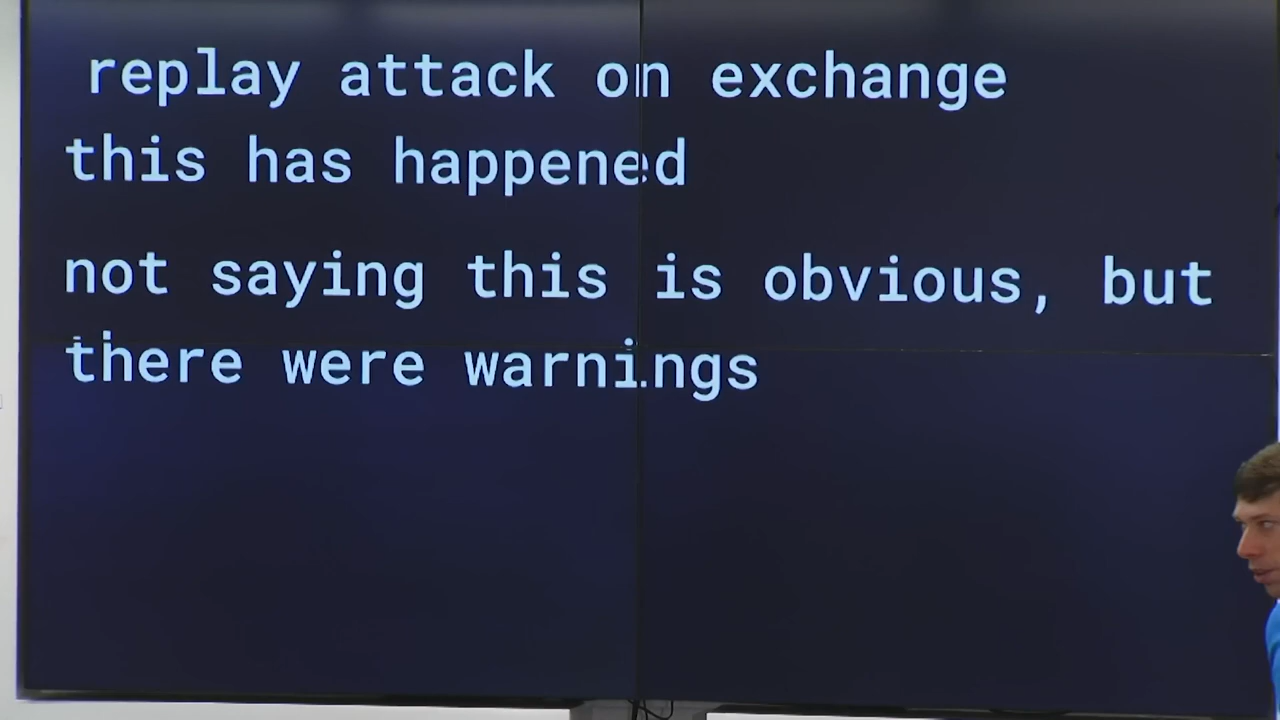 replay attack on exchange
this has happened
not saying this is obvious, but
there were warnings